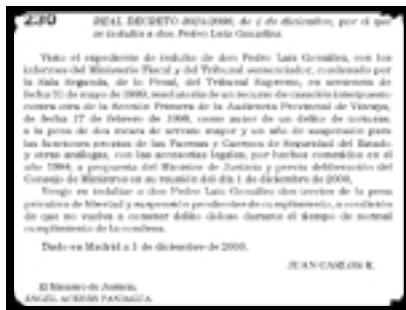 230 REAL DECRETO /2000, de 1 de diciembre, por el que
se indulta a don Pedro Luis González.
Visto el expediente de indulto de don Pedro Luis González, con los
informes del Ministerio Fiscal y del Tribunal sentenciador, condenado por
la Sala Segunda, de lo Penal, del Tribunal Supremo, en sentencia de
fecha 31 de mayo de 1999, resolutoria de un recurso de casación interpuesto
contra otra de la Sección Primera de la Audiencia Provincial de Vizcaya,
de fecha 17 de febrero de 1998, como autor de un delito de torturas,
a la pena de dos meses de arresto mayor y un año de suspensión para
las funciones propias de las Fuerzas y Cuerpos de Seguridad del Estado
y otras análogas, con las accesorias legales, por hechos cometidos en el
año, a propuesta del Ministro de Justicia y previa deliberación del
Consejo de Ministros en su reunión del día 1 de diciembre de 2000,
Vengo en indultar a don Pedro Luis González dos tercios de la pena
privativa de libertad y suspensión pendientes de cumplimiento, a condición
de que no vuelva a cometer delito doloso durante el tiempo de normal
cumplimiento de la condena.
Dado en Madrid a 1 de diciembre de 2000.
JUAN CARLOS R.
El Ministro de Justicia,
ÁNGEL ACEBES PANIAGUA